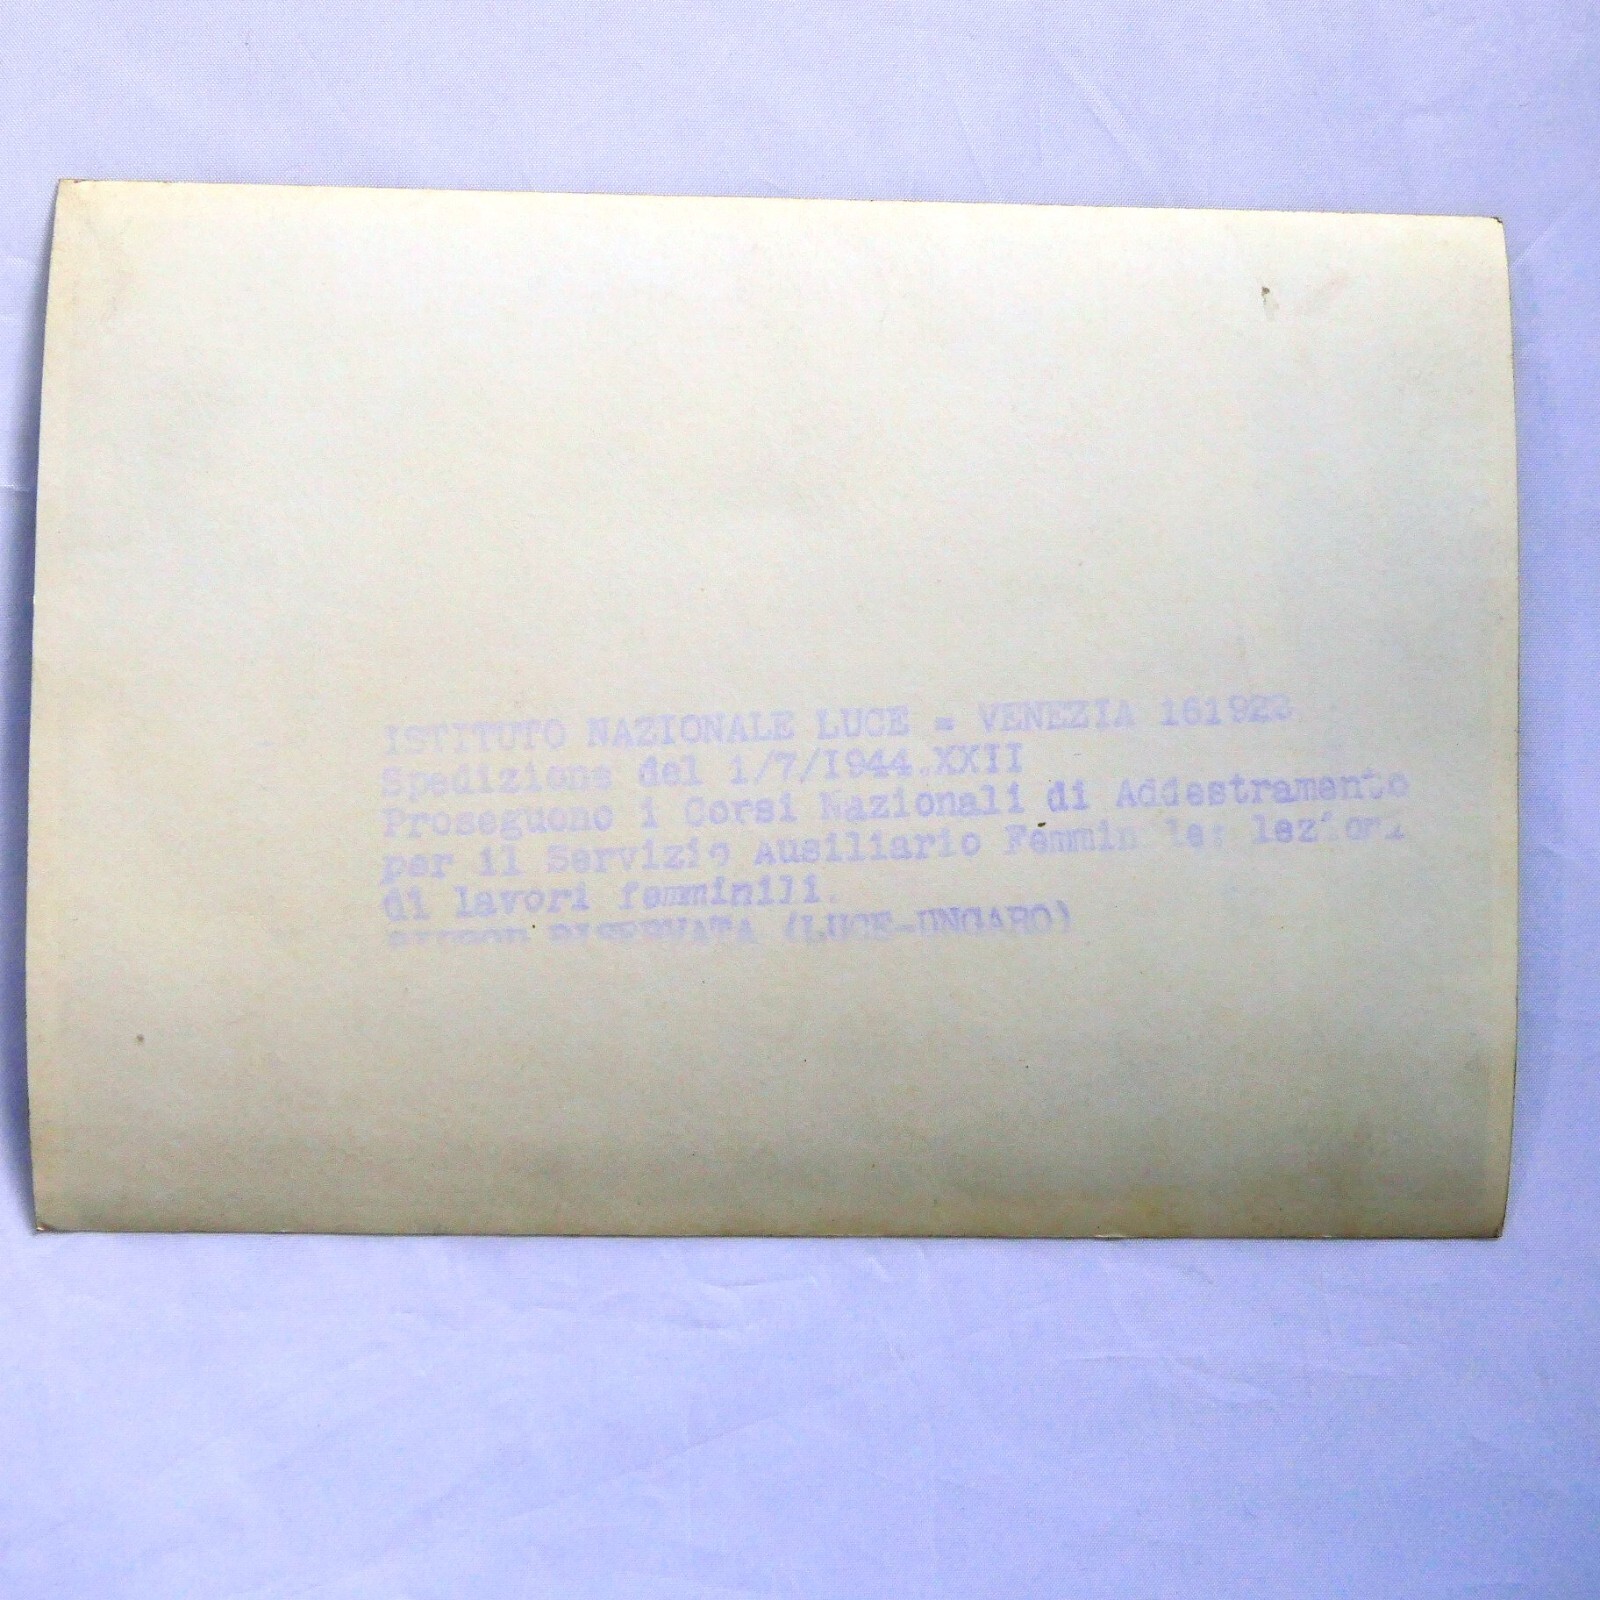 ISTITUTO NAZIONALE LUCE = VENEZIA 161923
Spedizione del 1/7/1944.XXII
Proseguono i Corsi Nazionali di Addestramento
per il Servizio Ausiliario Femminile: lezioni
di lavori femminili.
RISERVATA (LUCE-UNGARO)